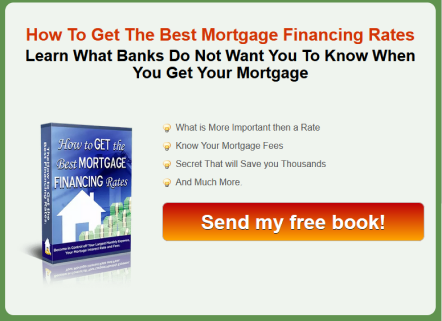 How To Get The Best Mortgage Financing Rates
Learn What Banks Do Not Want You To Know When
You Get Your Mortgage
How to GET the
Best MORTGAGE
FINANCING Rates
What is More Important then a Rate
Know Your Mortgage Fees
Secret That will Save you Thousands
And Much More.
Send my free book!